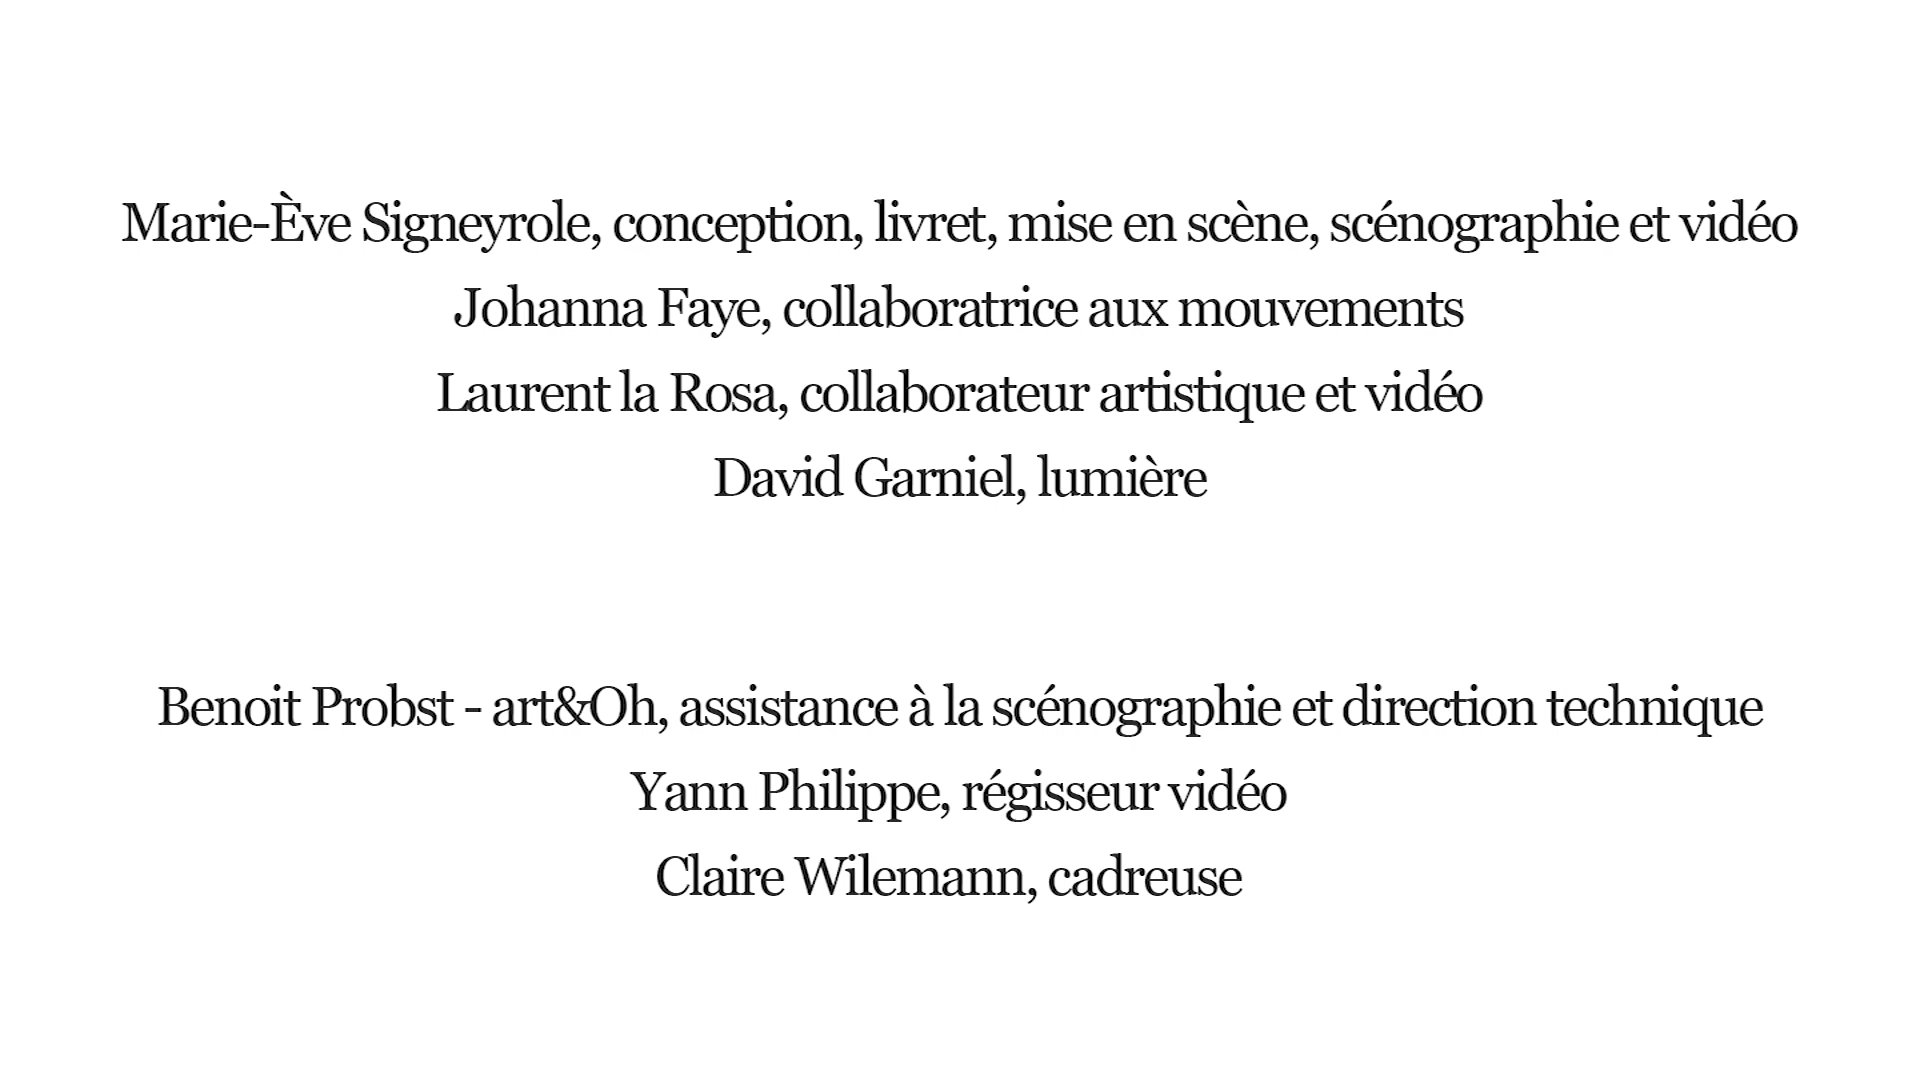 Marie-Ève Signeyrole, conception, livret, mise en scène, scénographie et vidéo
Johanna Faye, collaboratrice aux mouvements
Laurent la Rosa, collaborateur artistique et vidéo
David Garniel, lumière
Benoit Probst - art&Oh, assistance à la scénographie et direction technique
Yann Philippe, régisseur vidéo
Claire Wilemann, cadreuse